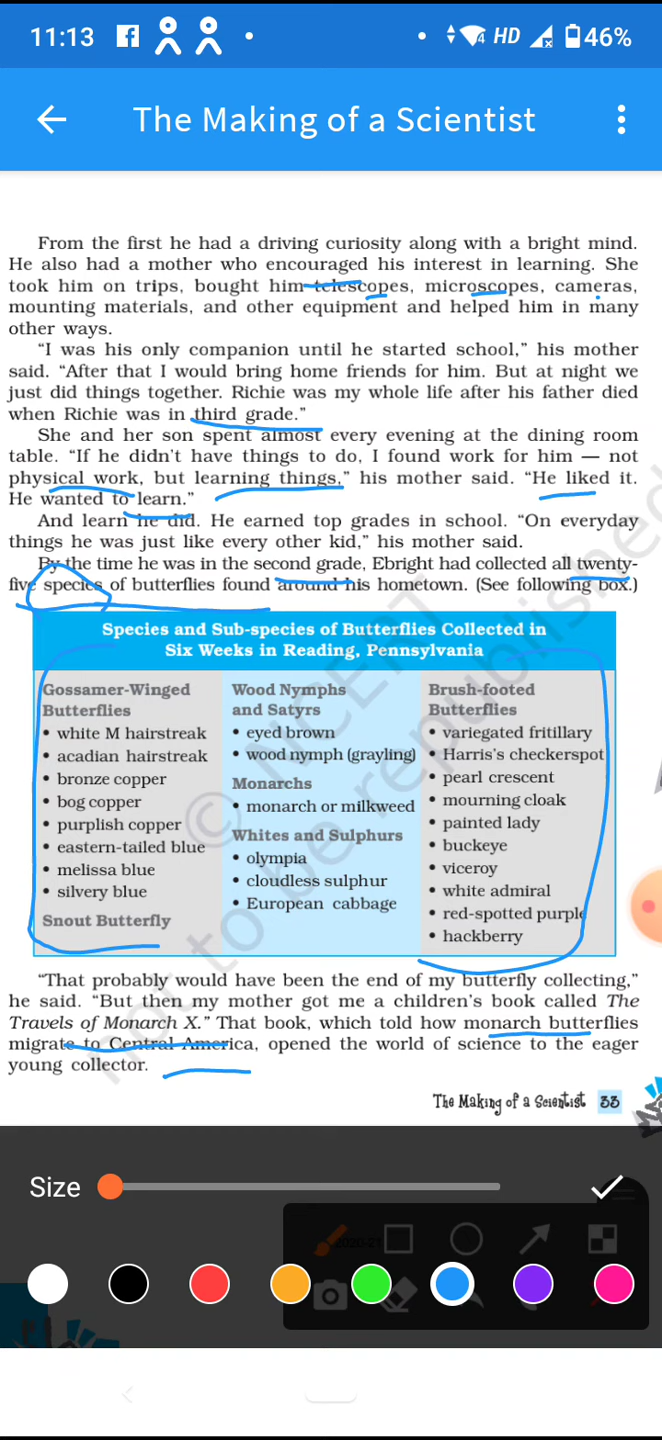 11:13
4 HD 46%
The Making of a Scientist
From the first he had a driving curiosity along with a bright mind.
He also had a mother who encouraged his interest in learning. She
took him on trips, bought him telescopes, microscopes, cameras,
mounting materials, and other equipment and helped him in many
other ways.
“I was his only companion until he started school,” his mother
said. “After that I would bring home friends for him. But at night we
just did things together. Richie was my whole life after his father died
when Richie was in third grade.”
She and her son spent almost every evening at the dining room
table. “If he didn’t have things to do, I found work for him — not
physical work, but learning things,” his mother said. “He liked it.
He wanted to learn.”
And learn he did. He earned top grades in school. “On everyday
things he was just like every other kid,” his mother said.
By the time he was in the second grade, Ebright had collected all twenty-
five species of butterflies found around his hometown. (See following box.)
Species and Sub-species of Butterflies Collected in
Six Weeks in Reading, Pennsylvania
Gossamer-Winged
Butterflies
• white M hairstreak
• acadian hairstreak
• bronze copper
• bog copper
• purplish copper
• eastern-tailed blue
• melissa blue
• silvery blue
Snout Butterfly
Wood Nymphs
and Satyrs
• eyed brown
• wood nymph (grayling)
Monarchs
• monarch or milkweed
Whites and Sulphurs
• olympia
• cloudless sulphur
• European cabbage
Brush-footed
Butterflies
• variegated fritillary
• Harris’s checkerspot
• pearl crescent
• mourning cloak
• painted lady
• buckeye
• viceroy
• white admiral
• red-spotted purple
• hackberry
© NCERT
not to be republished
“That probably would have been the end of my butterfly collecting,”
he said. “But then my mother got me a children’s book called The
Travels of Monarch X.” That book, which told how monarch butterflies
migrate to Central America, opened the world of science to the eager
young collector.
The Making of a Scientist 33
Size